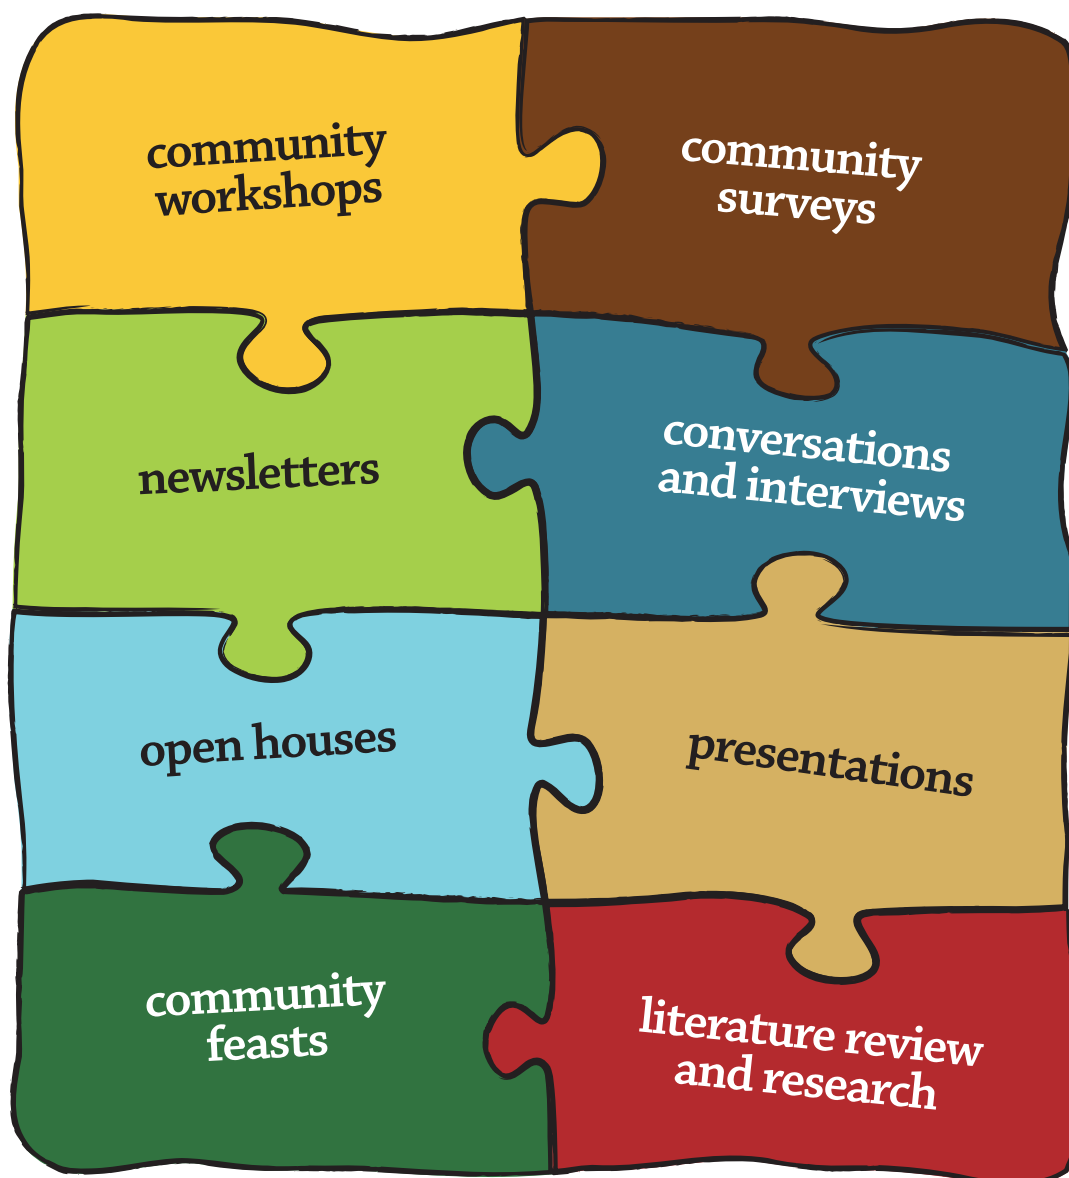 community
workshops
community
surveys
newsletters
conversations
and interviews
open houses
presentations
community
feasts
literature review
and research